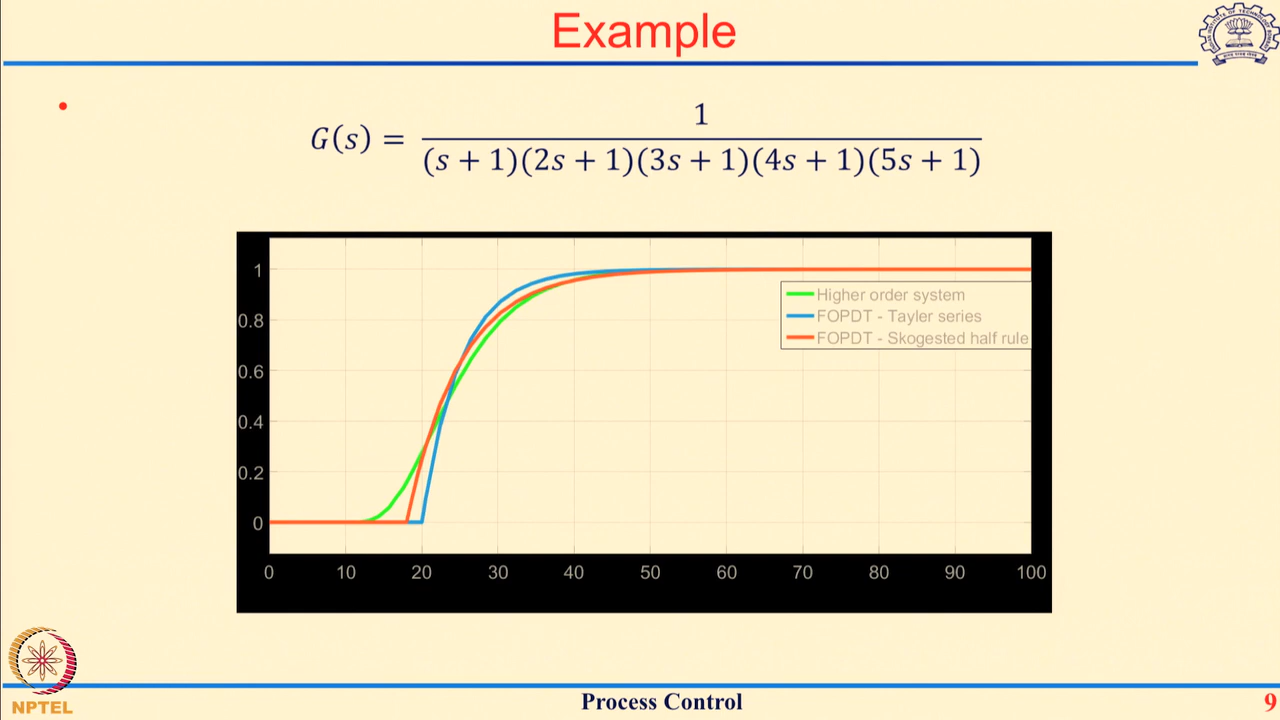 Example
G(s) = 1 / (s + 1)(2s + 1)(3s + 1)(4s + 1)(5s + 1)
1
0.8
0.6
0.4
0.2
0
Higher order system
FOPDT - Tayler series
FOPDT - Skogested half rule
0 10 20 30 40 50 60 70 80 90 100
NPTEL
Process Control
9